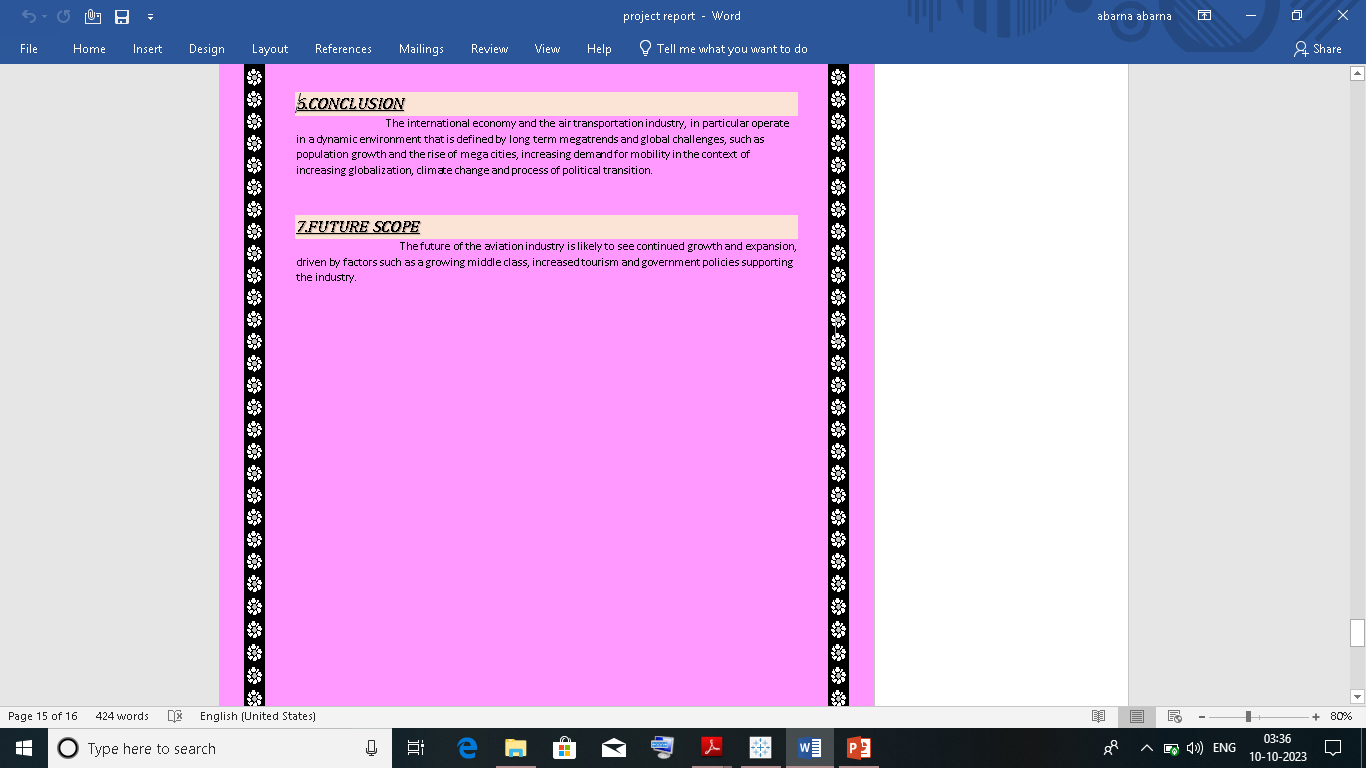 project report - Word
abarna abarna
File Home Insert Design Layout References Mailings Review View Help Tell me what you want to do Share
6.CONCLUSION
The international economy and the air transportation industry, in particular operate
in a dynamic environment that is defined by long term megatrends and global challenges, such as
population growth and the rise of mega cities, increasing demand for mobility in the context of
increasing globalization, climate change and process of political transition.
7.FUTURE SCOPE
The future of the aviation industry is likely to see continued growth and expansion,
driven by factors such as a growing middle class, increased tourism and government policies supporting
the industry.
Page 15 of 16 424 words English (United States) 80%
Type here to search
ENG
03:36
10-10-2023